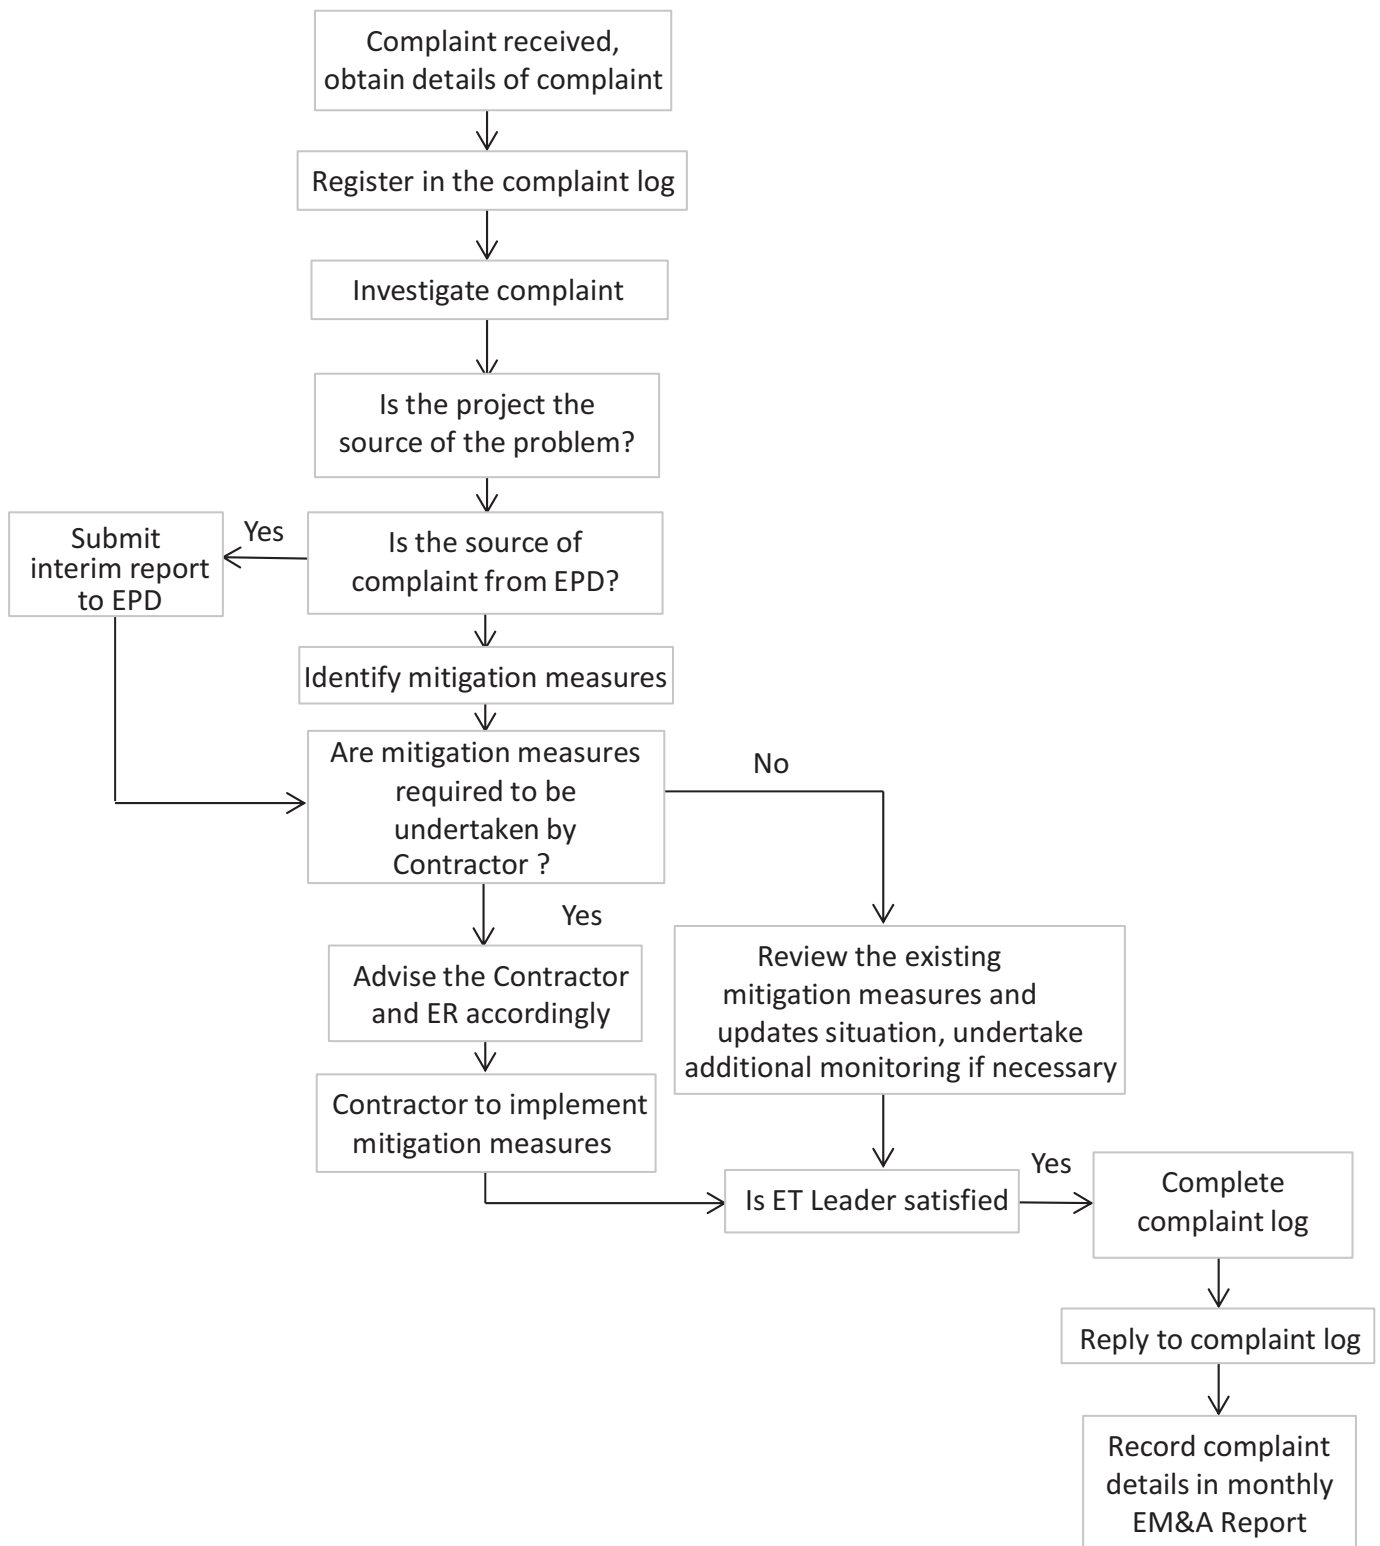 Complaint received,
obtain details of complaint
Register in the complaint log
Investigate complaint
Is the project the
source of the problem?
Submit
interim report
to EPD
Yes
Is the source of
complaint from EPD?
Identify mitigation measures
Are mitigation measures
required to be
undertaken by
Contractor ?
No
Yes
Advise the Contractor
and ER accordingly
Review the existing
mitigation measures and
updates situation, undertake
additional monitoring if necessary
Contractor to implement
mitigation measures
Is ET Leader satisfied
Yes
Complete
complaint log
Reply to complaint log
Record complaint
details in monthly
EM&A Report